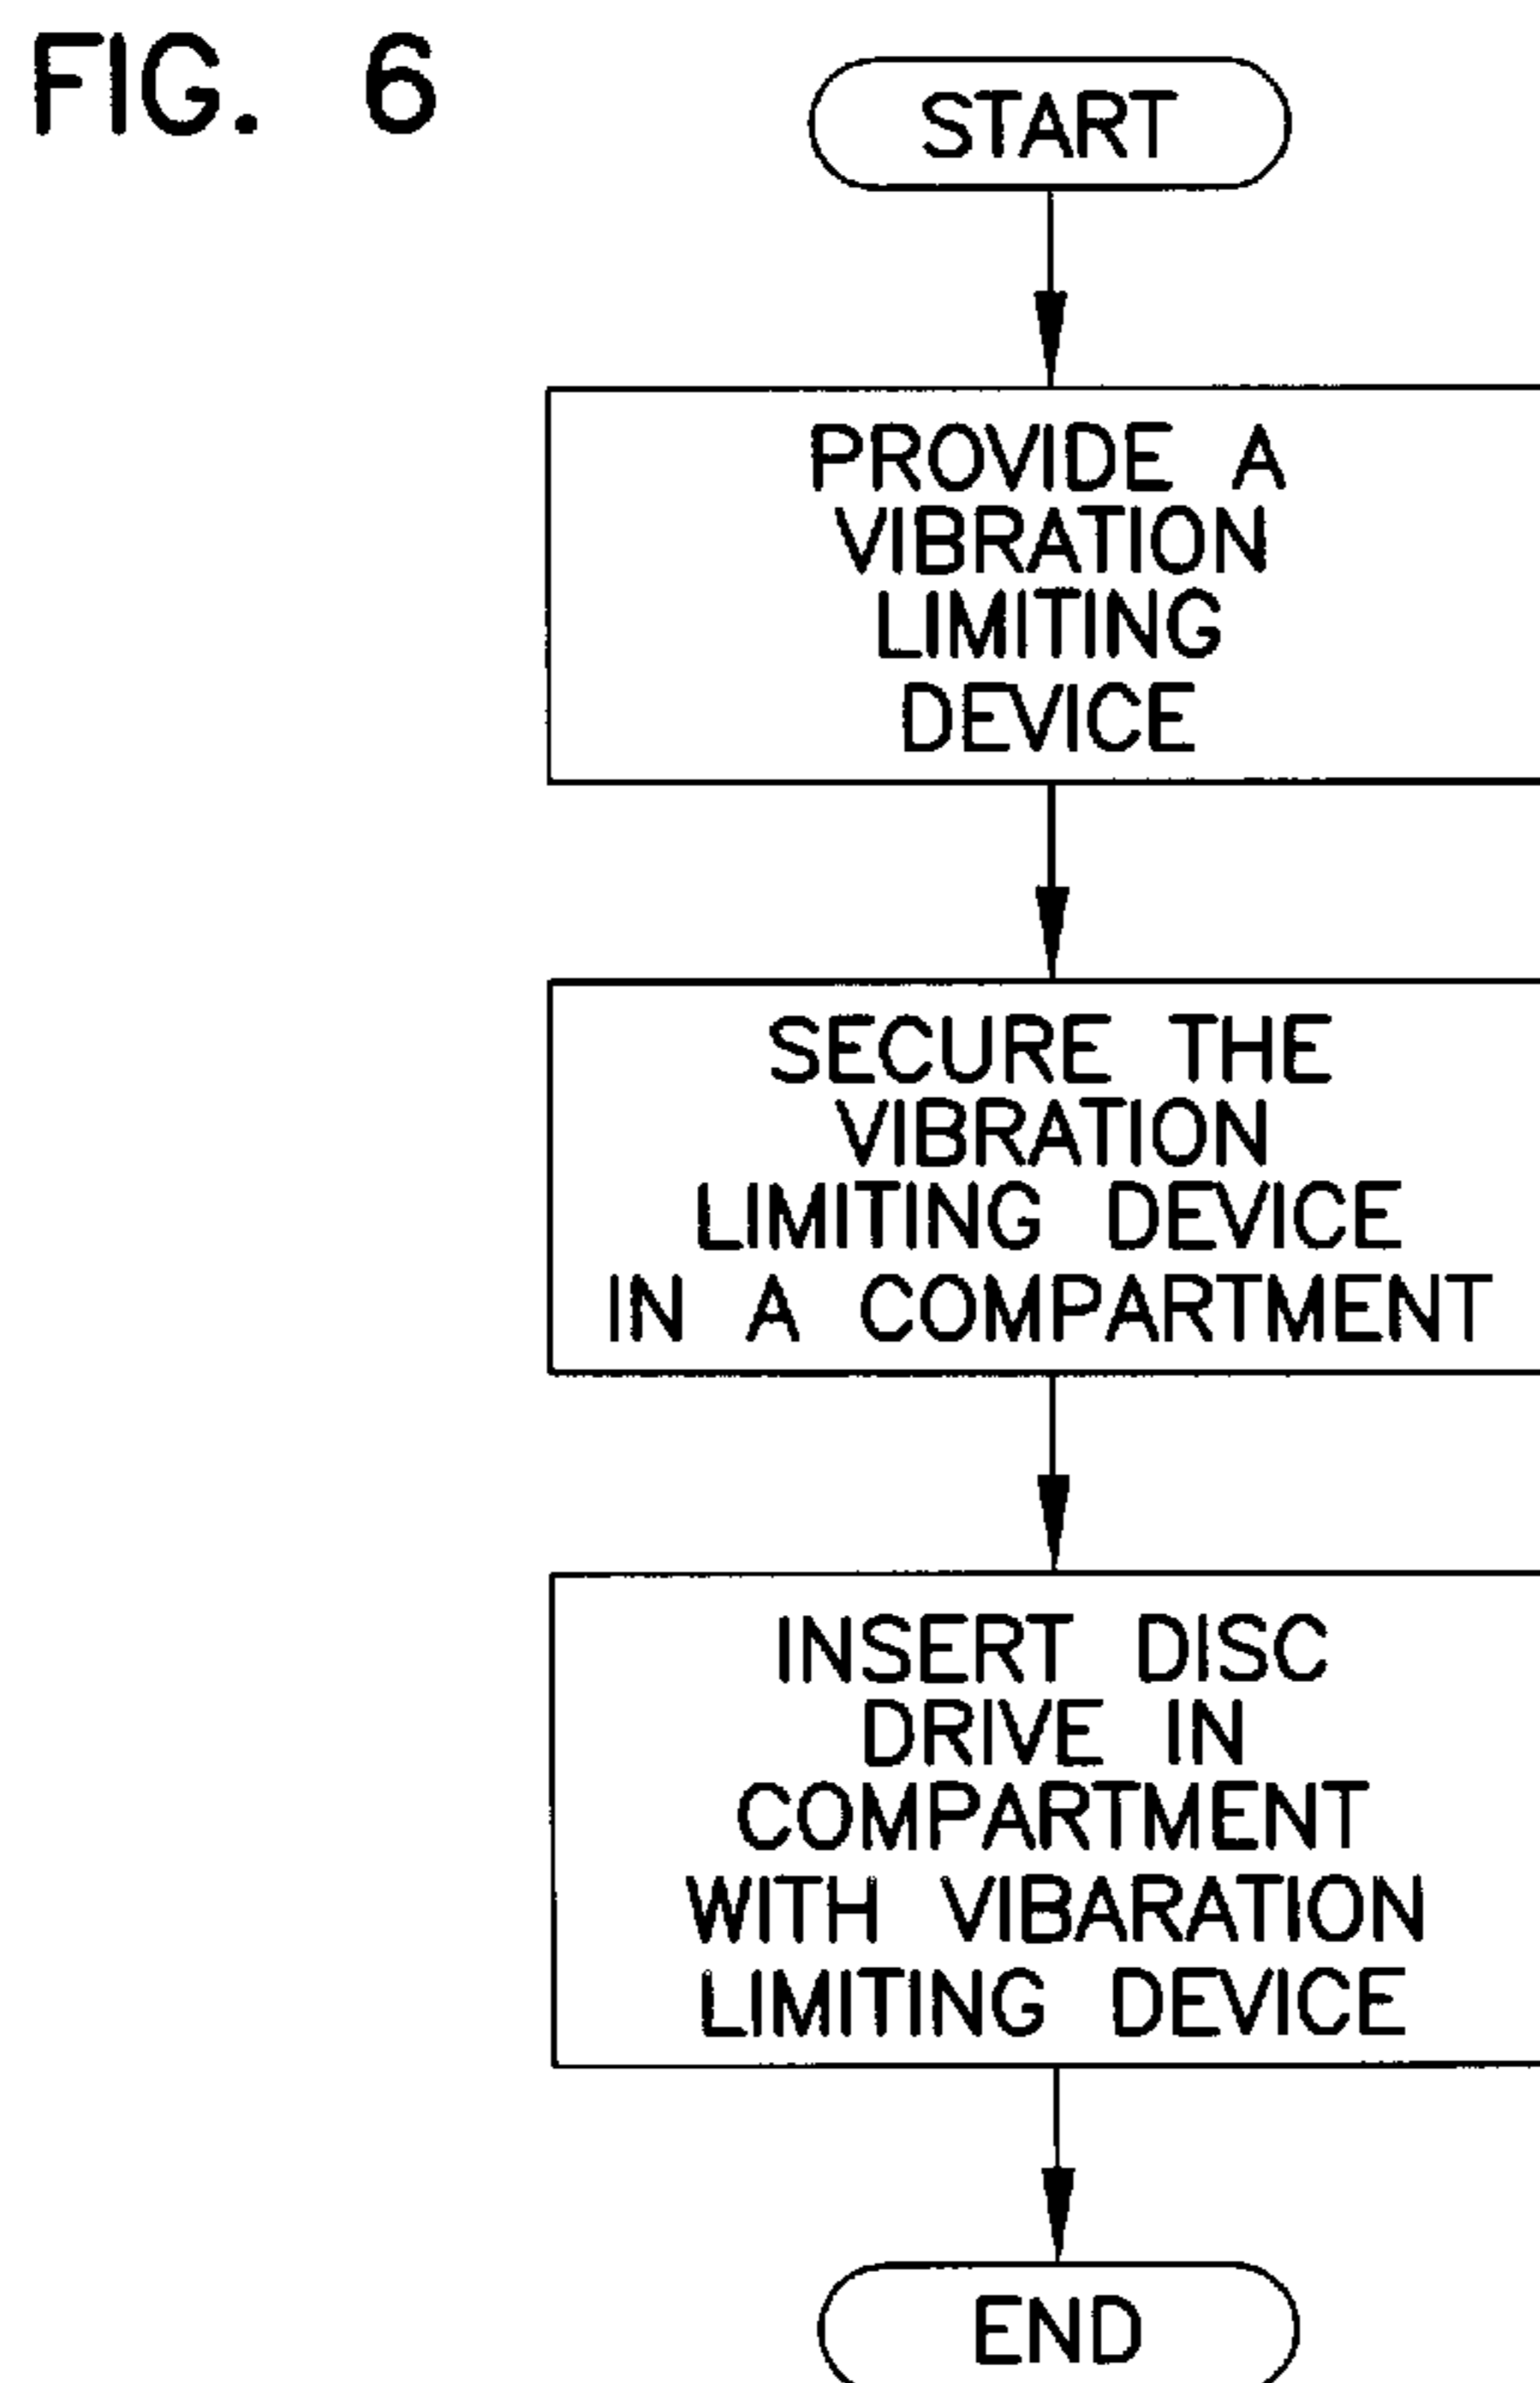 FIG. 6
START
PROVIDE A
VIBRATION
LIMITING
DEVICE
SECURE THE
VIBRATION
LIMITING DEVICE
IN A COMPARTMENT
INSERT DISC
DRIVE IN
COMPARTMENT
WITH VIBARATION
LIMITING DEVICE
END